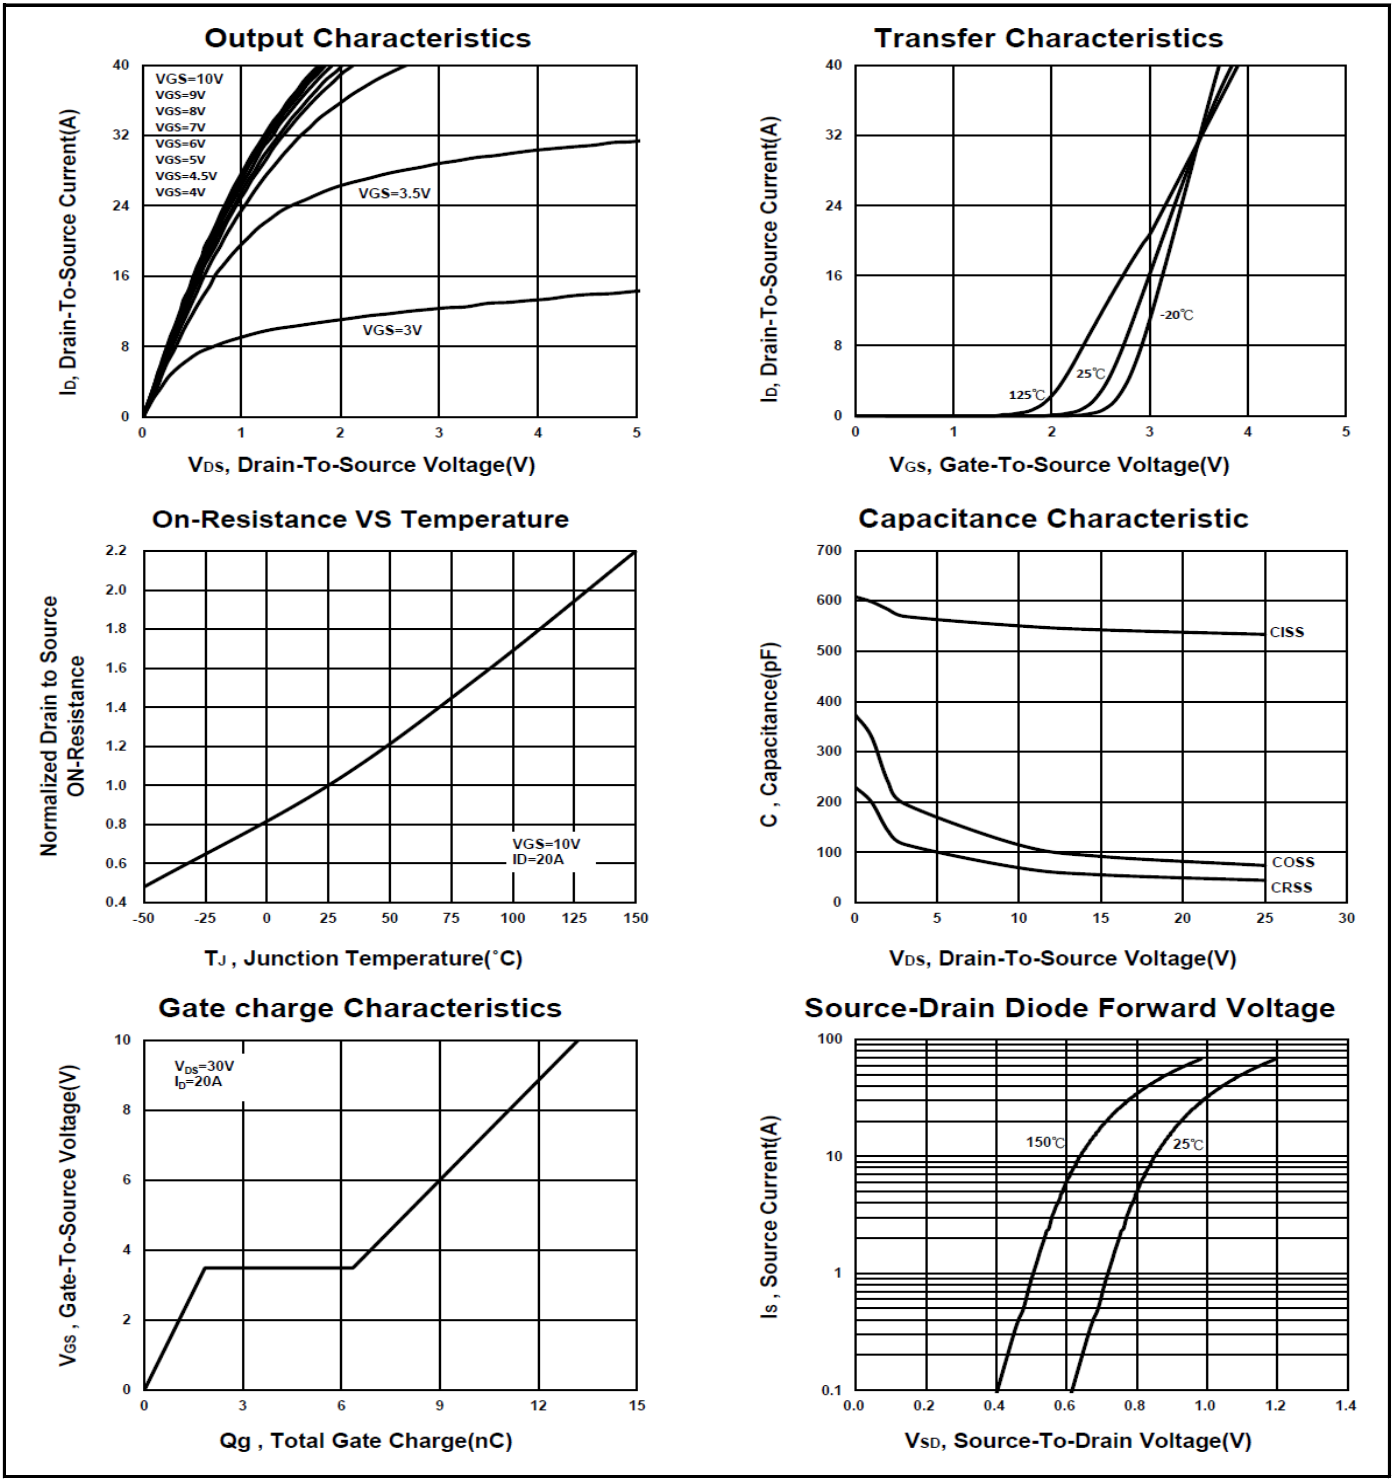 Output Characteristics
ID, Drain-To-Source Current(A)
40
32
24
16
8
0
VGS=10V
VGS=9V
VGS=8V
VGS=7V
VGS=6V
VGS=5V
VGS=4.5V
VGS=4V
VGS=3.5V
VGS=3V
0 1 2 3 4 5
VDS, Drain-To-Source Voltage(V)
Transfer Characteristics
ID, Drain-To-Source Current(A)
40
32
24
16
8
0
-20℃
25℃
125℃
0 1 2 3 4 5
VGS, Gate-To-Source Voltage(V)
On-Resistance VS Temperature
Normalized Drain to Source
ON-Resistance
2.2
2.0
1.8
1.6
1.4
1.2
1.0
0.8
0.6
0.4
VGS=10V
ID=20A
-50 -25 0 25 50 75 100 125 150
TJ , Junction Temperature(˚C)
Capacitance Characteristic
C , Capacitance(pF)
700
600
500
400
300
200
100
0
CISS
COSS
CRSS
0 5 10 15 20 25 30
VDS, Drain-To-Source Voltage(V)
Gate charge Characteristics
VGS , Gate-To-Source Voltage(V)
10
8
6
4
2
0
VDS=30V
ID=20A
0 3 6 9 12 15
Qg , Total Gate Charge(nC)
Source-Drain Diode Forward Voltage
IS , Source Current(A)
100
10
1
0.1
150℃
25℃
0.0 0.2 0.4 0.6 0.8 1.0 1.2 1.4
VSD, Source-To-Drain Voltage(V)